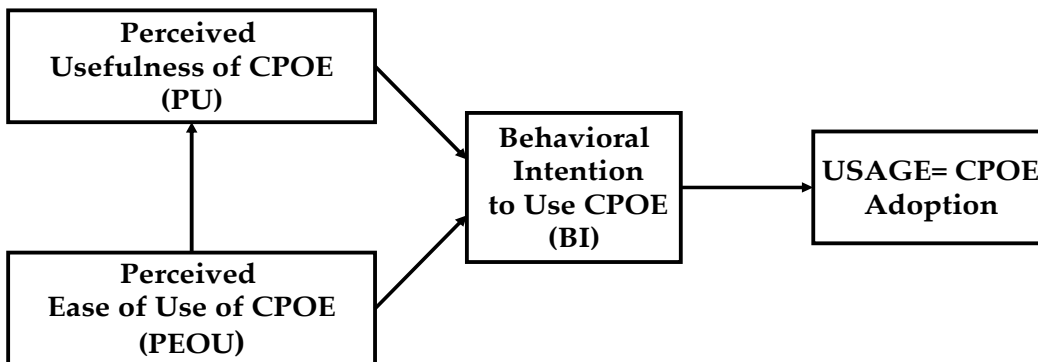 Perceived
Usefulness of CPOE
(PU)
Behavioral
Intention
to Use CPOE
(BI)
USAGE= CPOE
Adoption
Perceived
Ease of Use of CPOE
(PEOU)